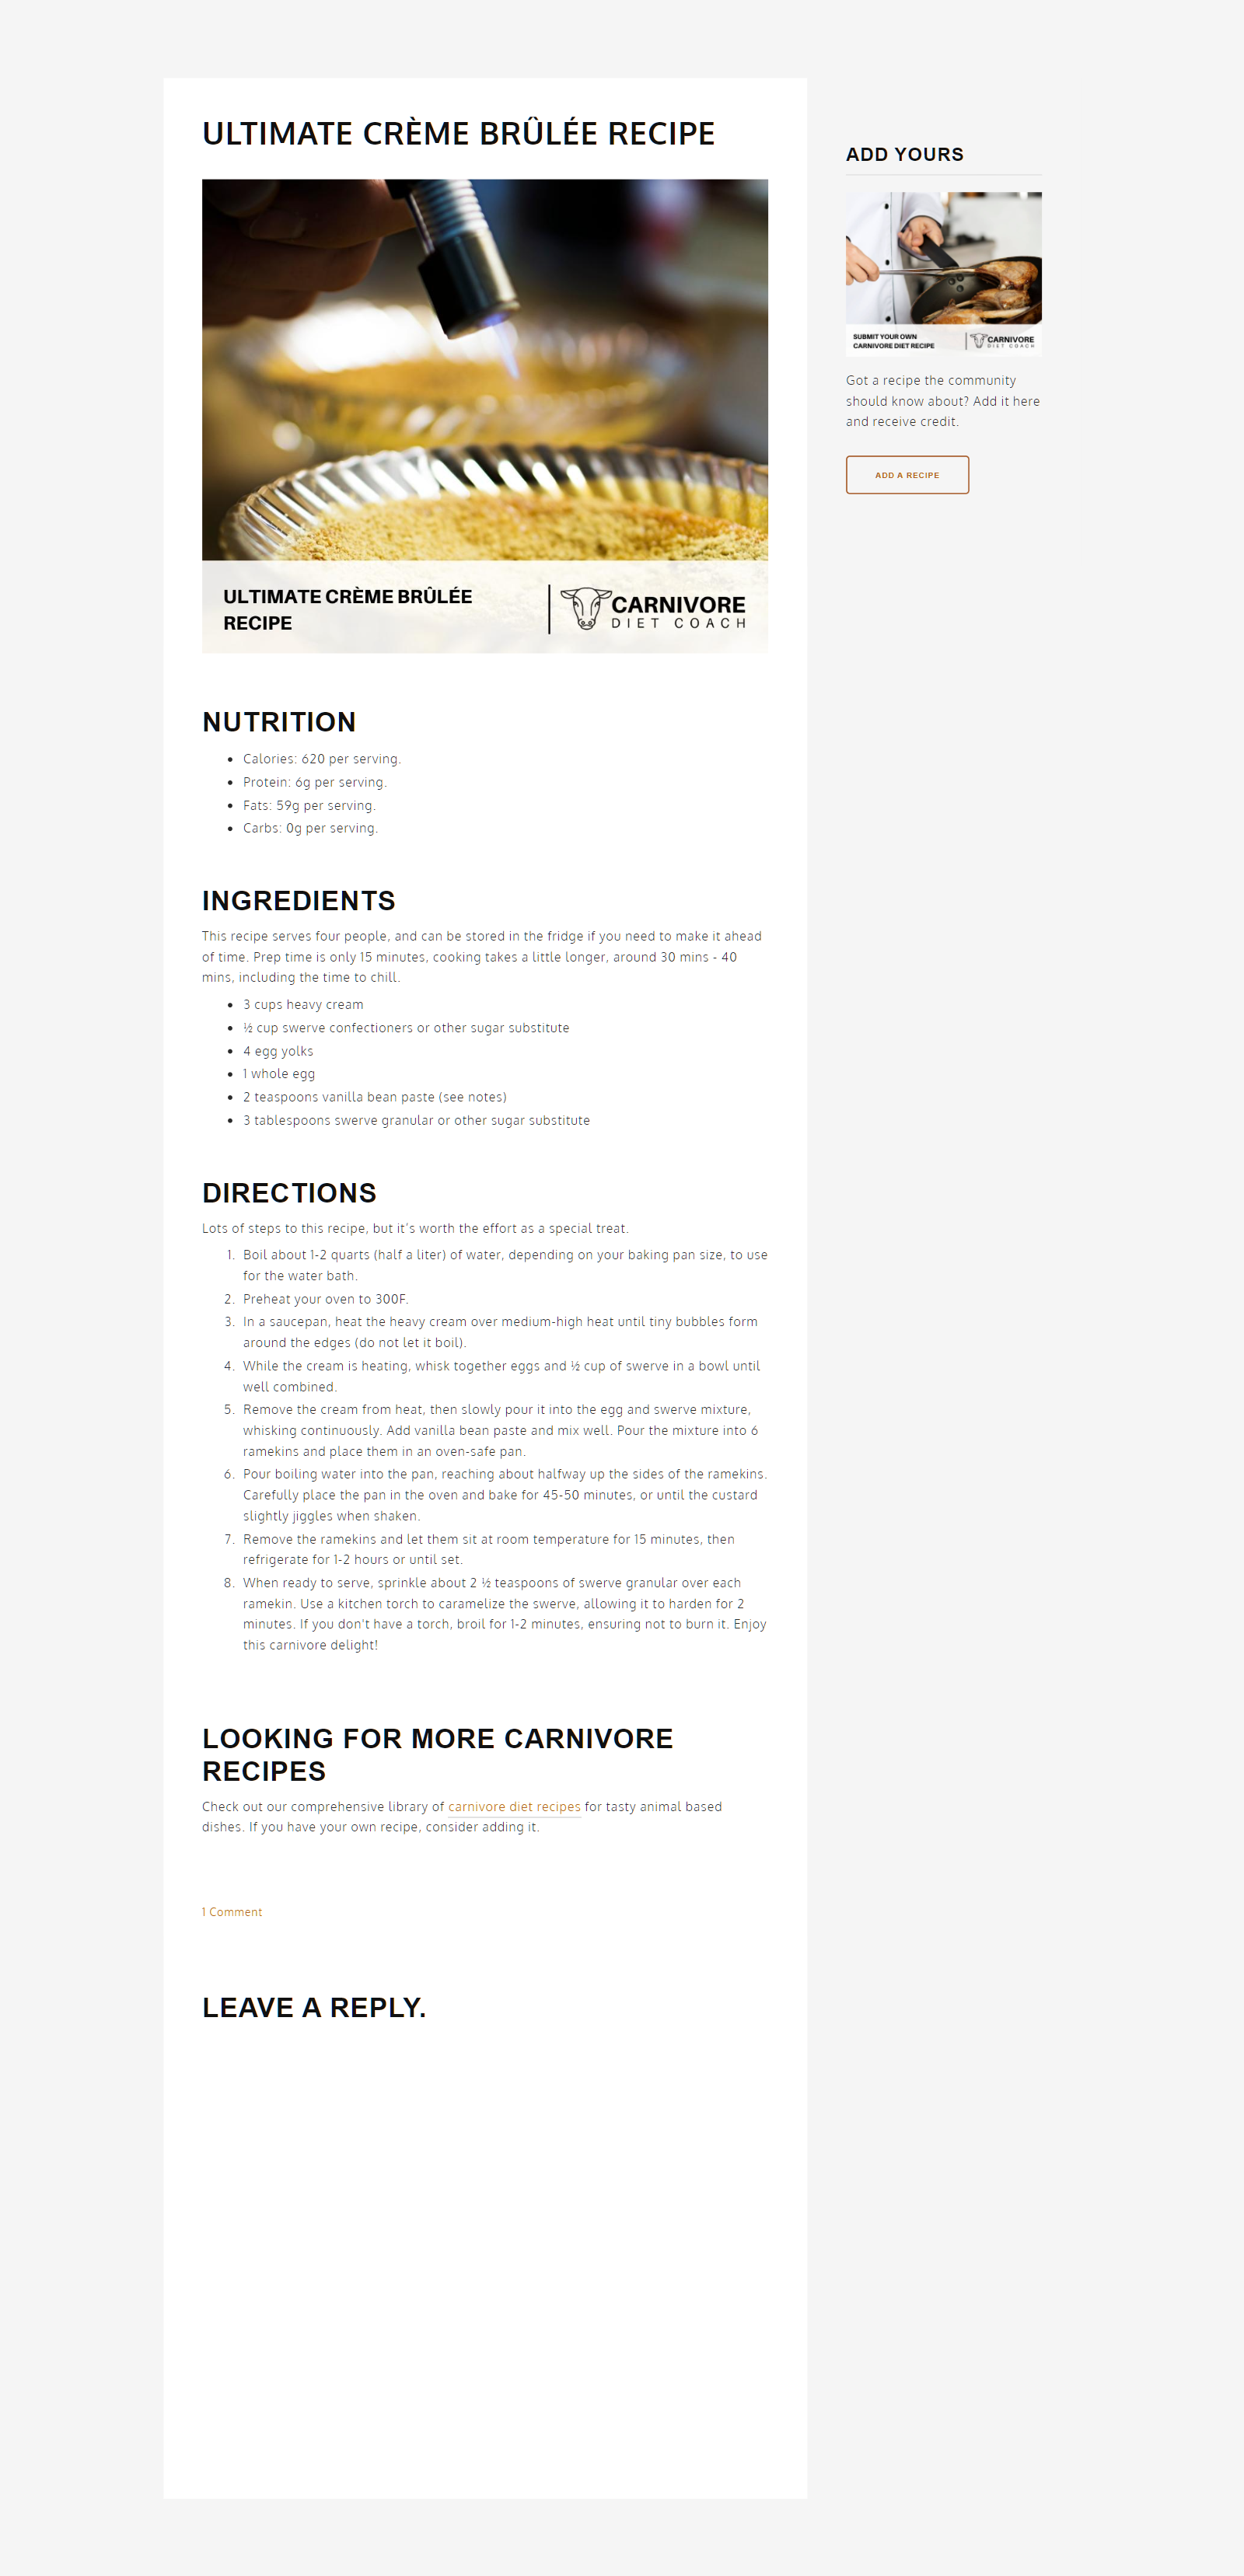 ULTIMATE CRÈME BRÛLÉE RECIPE
ULTIMATE CRÈME BRÛLÉE
RECIPE
CARNIVORE
DIET COACH
NUTRITION
• Calories: 620 per serving.
• Protein: 6g per serving.
• Fats: 59g per serving.
• Carbs: 0g per serving.
INGREDIENTS
This recipe serves four people, and can be stored in the fridge if you need to make it ahead
of time. Prep time is only 15 minutes, cooking takes a little longer, around 30 mins - 40
mins, including the time to chill.
• 3 cups heavy cream
• ½ cup swerve confectioners or other sugar substitute
• 4 egg yolks
• 1 whole egg
• 2 teaspoons vanilla bean paste (see notes)
• 3 tablespoons swerve granular or other sugar substitute
DIRECTIONS
Lots of steps to this recipe, but it's worth the effort as a special treat.
1. Boil about 1-2 quarts (half a liter) of water, depending on your baking pan size, to use
for the water bath.
2. Preheat your oven to 300F.
3. In a saucepan, heat the heavy cream over medium-high heat until tiny bubbles form
around the edges (do not let it boil).
4. While the cream is heating, whisk together eggs and ½ cup of swerve in a bowl until
well combined.
5. Remove the cream from heat, then slowly pour it into the egg and swerve mixture,
whisking continuously. Add vanilla bean paste and mix well. Pour the mixture into 6
ramekins and place them in an oven-safe pan.
6. Pour boiling water into the pan, reaching about halfway up the sides of the ramekins.
Carefully place the pan in the oven and bake for 45-50 minutes, or until the custard
slightly jiggles when shaken.
7. Remove the ramekins and let them sit at room temperature for 15 minutes, then
refrigerate for 1-2 hours or until set.
8. When ready to serve, sprinkle about 2 ½ teaspoons of swerve granular over each
ramekin. Use a kitchen torch to caramelize the swerve, allowing it to harden for 2
minutes. If you don't have a torch, broil for 1-2 minutes, ensuring not to burn it. Enjoy
this carnivore delight!
LOOKING FOR MORE CARNIVORE
RECIPES
Check out our comprehensive library of carnivore diet recipes for tasty animal based
dishes. If you have your own recipe, consider adding it.
1 Comment
LEAVE A REPLY.
ADD YOURS
SUBMIT YOUR OWN
CARNIVORE DIET RECIPE
CARNIVORE
DIET COACH
Got a recipe the community
should know about? Add it here
and receive credit.
ADD A RECIPE